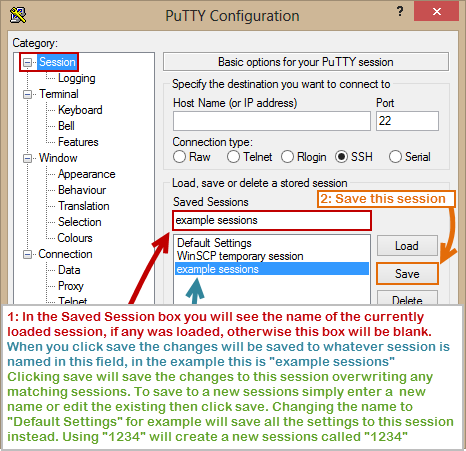 PuTTY Configuration
?
Category:
Session
Logging
Terminal
Keyboard
Bell
Features
Window
Appearance
Behaviour
Translation
Selection
Colours
Connection
Data
Proxy
Telnet
Basic options for your PuTTY session
Specify the destination you want to connect to
Host Name (or IP address)
Port
22
Connection type:
Raw
Telnet
Rlogin
SSH
Serial
Load, save or delete a stored session
Saved Sessions
2: Save this session
example sessions
Default Settings
WinSCP temporary session
example sessions
Load
Save
Delete
1: In the Saved Session box you will see the name of the currently
loaded session, if any was loaded, otherwise this box will be blank.
When you click save the changes will be saved to whatever session is
named in this field, in the example this is "example sessions"
Clicking save will save the changes to this session overwriting any
matching sessions. To save to a new sessions simply enter a new
name or edit the existing then click save. Changing the name to
"Default Settings" for example will save all the settings to this session
instead. Using "1234" will create a new sessions called "1234"